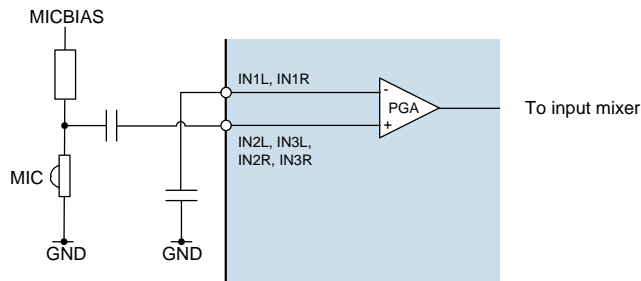 MICBIAS
IN1L, IN1R
-
PGA
+
To input mixer
IN2L, IN3L,
IN2R, IN3R
MIC
GND
GND